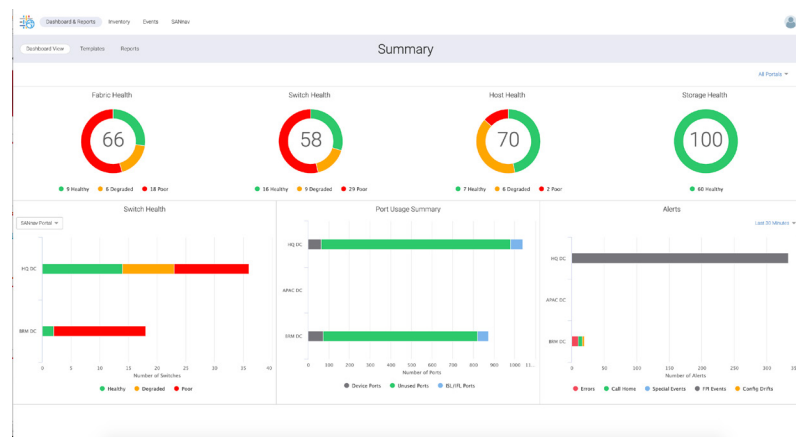 Dashboard & Reports Inventory Events SANnav
Dashboard View Templates Reports Summary
All Portals
Fabric Health Switch Health Host Health Storage Health
66 58 70 100
9 Healthy 6 Degraded 18 Poor 16 Healthy 9 Degraded 29 Poor 7 Healthy 6 Degraded 2 Poor 60 Healthy
Switch Health Port Usage Summary Alerts
SANnav Portal Last 30 Minutes
HQ DC
BRM DC
0 5 10 15 20 25 30 35 40
Number of Switches
Healthy Degraded Poor
HQ DC
APAC DC
BRM DC
0 100 200 300 400 500 600 700 800 900 1000 11...
Number of Ports
Device Ports Unused Ports ISL/IFL Ports
HQ DC
APAC DC
BRM DC
0 50 100 150 200 250 300
Number of Alerts
Errors Call Home Special Events FPI Events Config Drifts